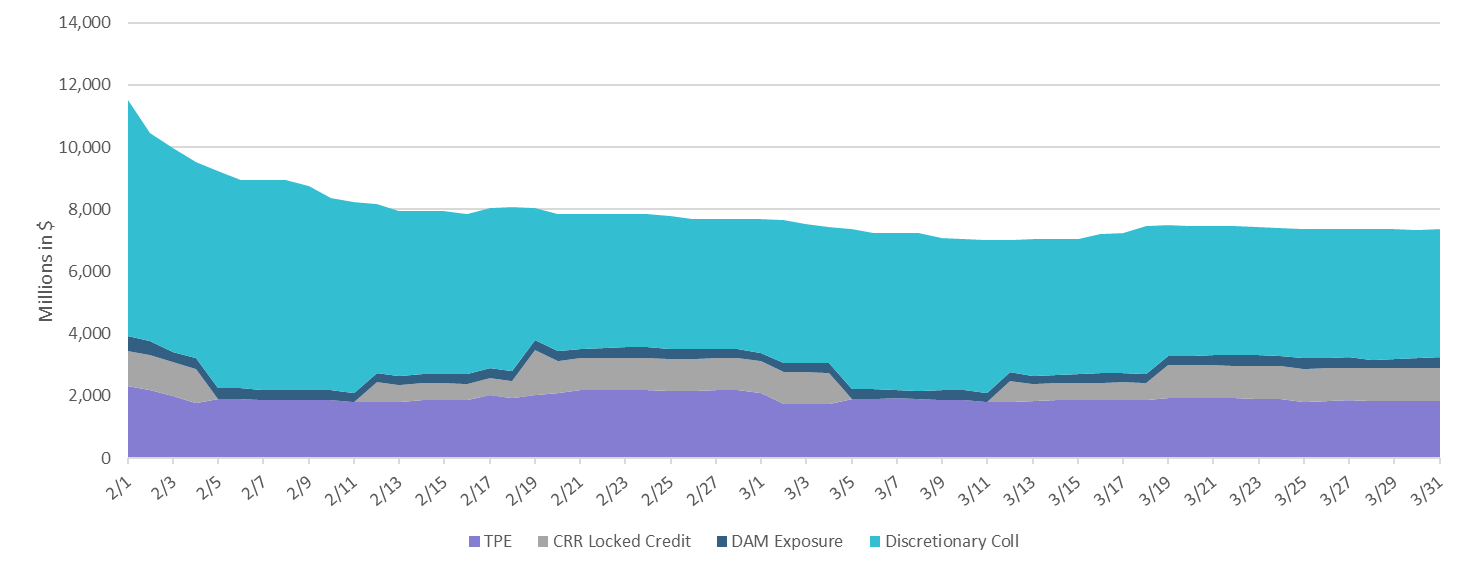 14,000
12,000
10,000
8,000
6,000
4,000
2,000
0
Millions in $
2/1 2/3 2/5 2/7 2/9 2/11 2/13 2/15 2/17 2/19 2/21 2/23 2/25 2/27 3/1 3/3 3/5 3/7 3/9 3/11 3/13 3/15 3/17 3/19 3/21 3/23 3/25 3/27 3/29 3/31
TPE CRR Locked Credit DAM Exposure Discretionary Coll